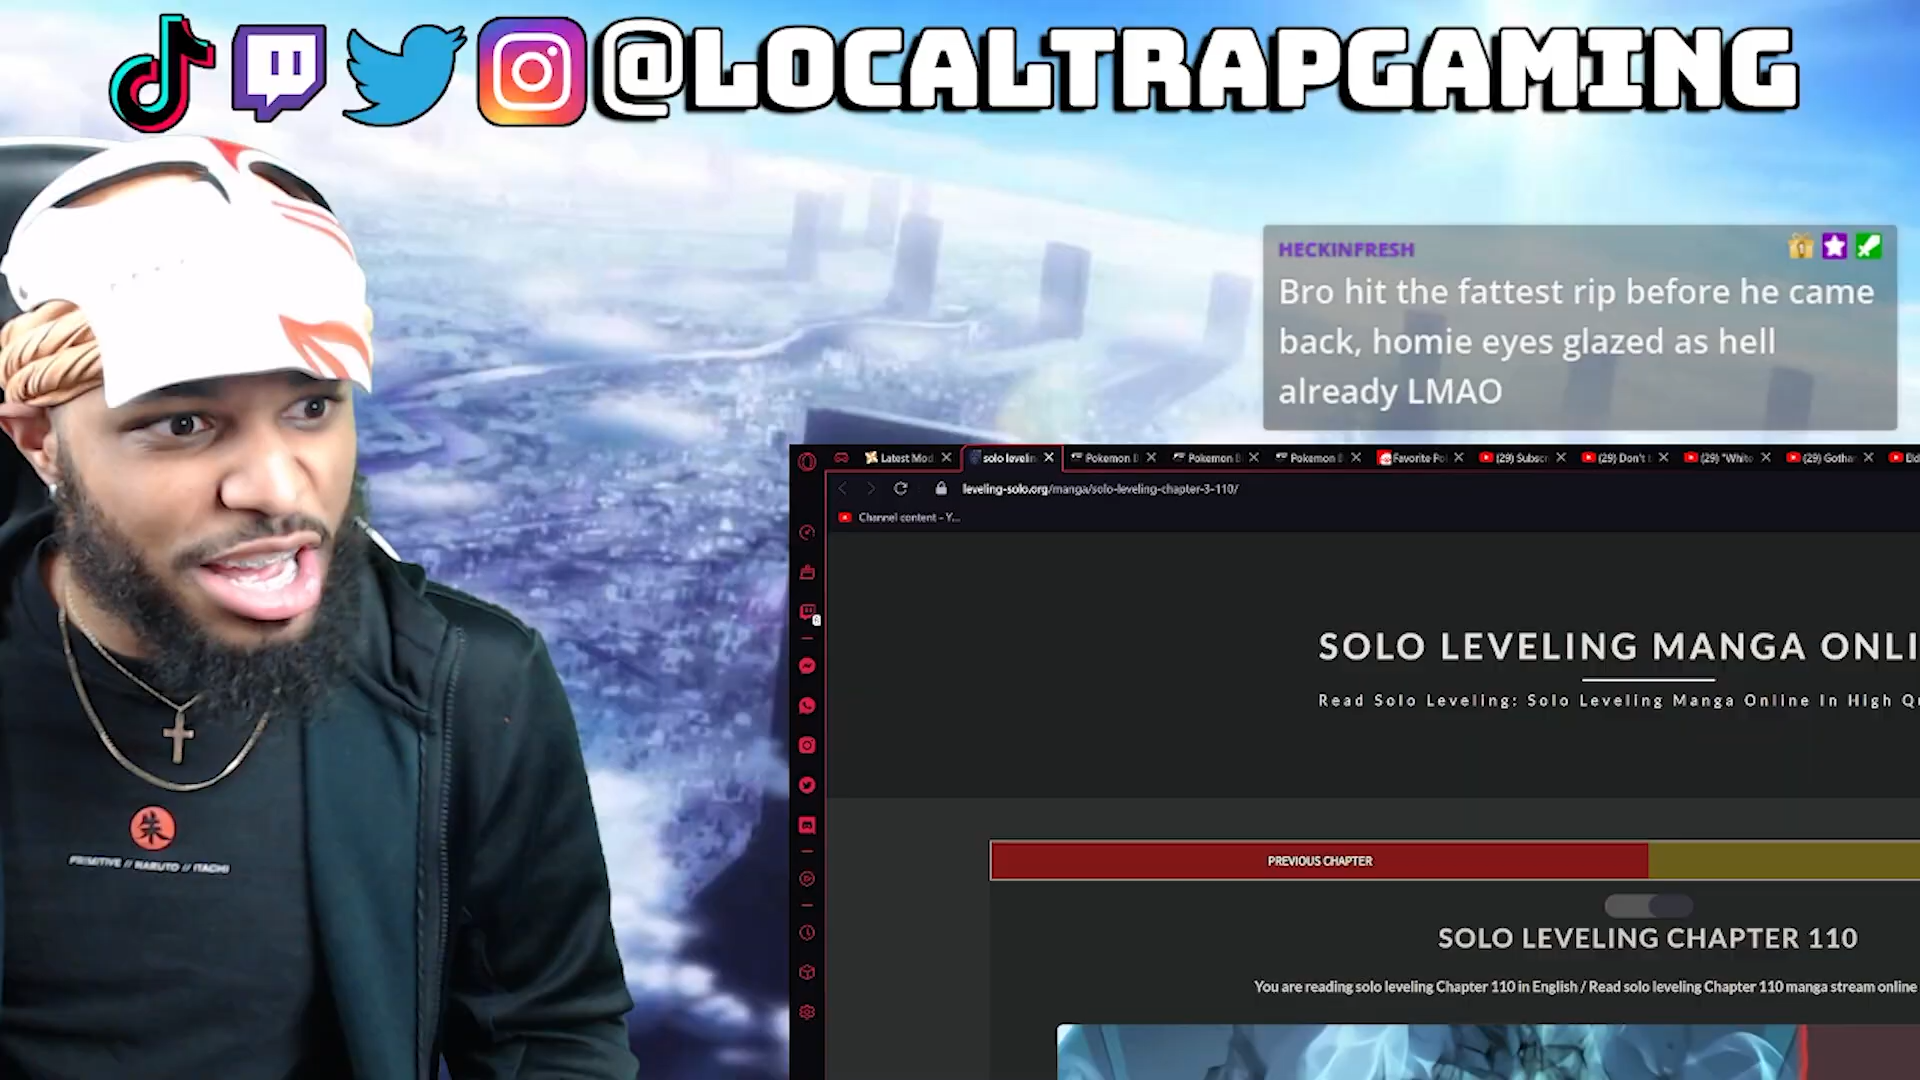 @LOCALTRAPGAMING
HECKINFRESH
Bro hit the fattest rip before he came
back, homie eyes glazed as hell
already LMAO
Latest Mod
solo levelin
Pokemon
Pokemon
Pokemon
Favorite Po
(29) Subscr
(29) Don't
(29) "White
(29) Gotha
leveling-solo.org/manga/solo-leveling-chapter-3-110/
Channel content - Y...
SOLO LEVELING MANGA ONLI
Read Solo Leveling: Solo Leveling Manga Online In High Q
PREVIOUS CHAPTER
SOLO LEVELING CHAPTER 110
You are reading solo leveling Chapter 110 in English / Read solo leveling Chapter 110 manga stream online
朱
PRIMITIVE // NARUTO // ITACHI